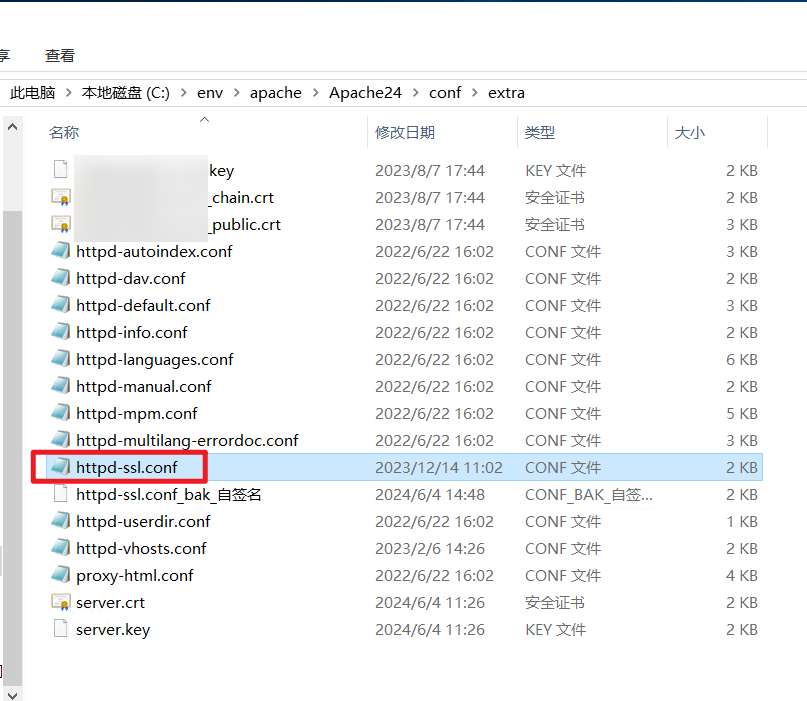 享 查看
此电脑 > 本地磁盘 (C:) > env > apache > Apache24 > conf > extra
名称 修改日期 类型 大小
key 2023/8/7 17:44 KEY 文件 2 KB
_chain.crt 2023/8/7 17:44 安全证书 2 KB
_public.crt 2023/8/7 17:44 安全证书 3 KB
httpd-autoindex.conf 2022/6/22 16:02 CONF 文件 3 KB
httpd-dav.conf 2022/6/22 16:02 CONF 文件 2 KB
httpd-default.conf 2022/6/22 16:02 CONF 文件 3 KB
httpd-info.conf 2022/6/22 16:02 CONF 文件 2 KB
httpd-languages.conf 2022/6/22 16:02 CONF 文件 6 KB
httpd-manual.conf 2022/6/22 16:02 CONF 文件 2 KB
httpd-mpm.conf 2022/6/22 16:02 CONF 文件 5 KB
httpd-multilang-errordoc.conf 2022/6/22 16:02 CONF 文件 3 KB
httpd-ssl.conf 2023/12/14 11:02 CONF 文件 2 KB
httpd-ssl.conf_bak_自签名 2024/6/4 14:48 CONF_BAK_自签... 2 KB
httpd-userdir.conf 2022/6/22 16:02 CONF 文件 1 KB
httpd-vhosts.conf 2023/2/6 14:26 CONF 文件 2 KB
proxy-html.conf 2022/6/22 16:02 CONF 文件 4 KB
server.crt 2024/6/4 11:26 安全证书 2 KB
server.key 2024/6/4 11:26 KEY 文件 2 KB